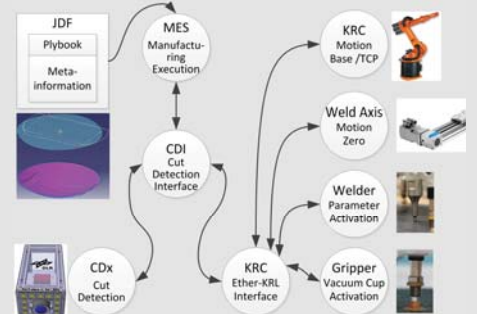 JDF
Plybook
Meta-
information
MES
Manufactu-
ring
Execution
CDI
Cut
Detection
Interface
CDx
Cut
Detection
KRC
Ether-KRL
Interface
KRC
Motion
Base /TCP
Weld Axis
Motion
Zero
Welder
Parameter
Activation
Gripper
Vacuum Cup
Activation